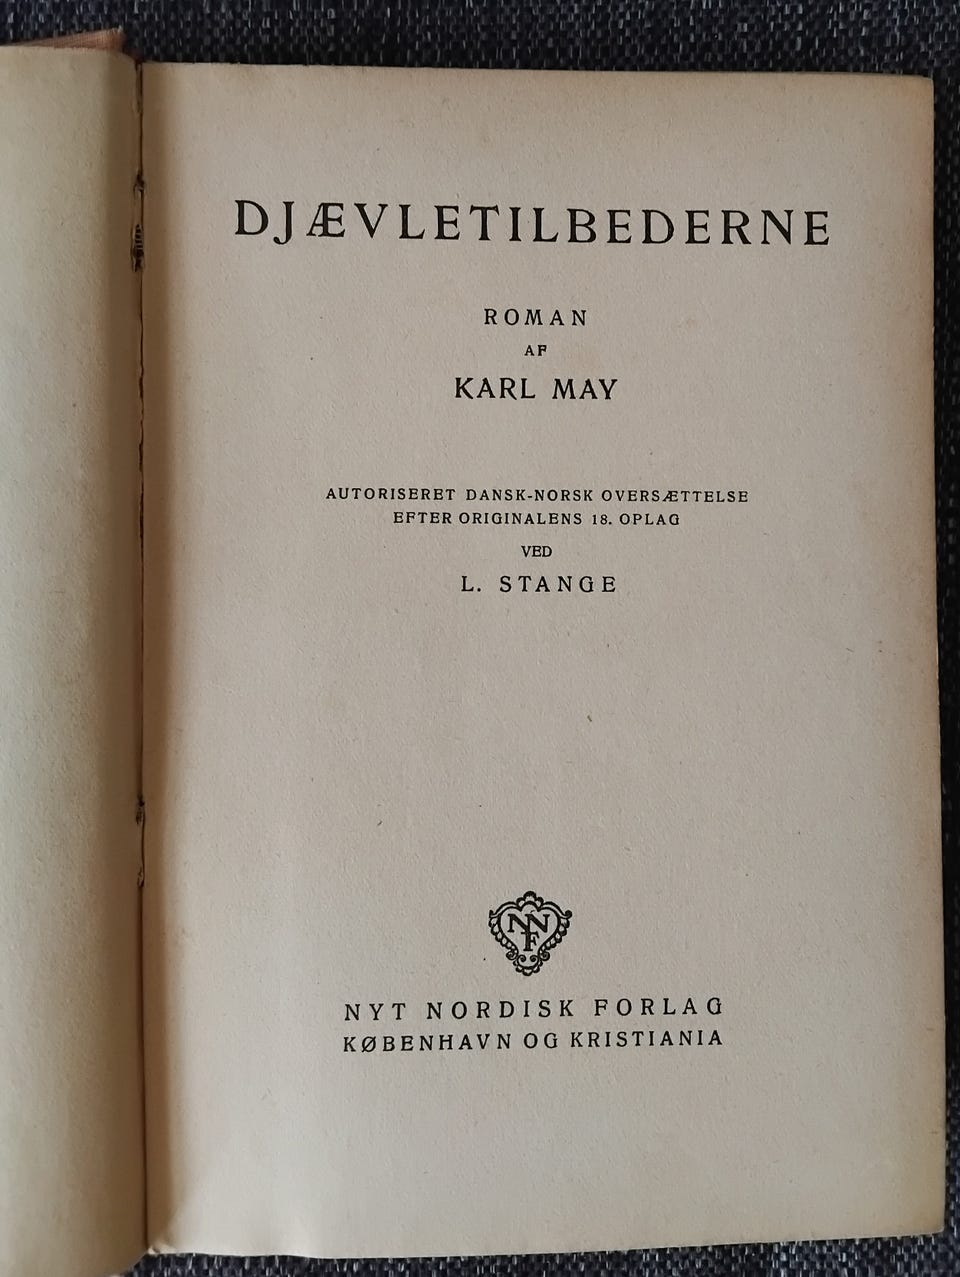 DJÆVLETILBEDERNE
ROMAN
AF
KARL MAY
AUTORISERET DANSK-NORSK OVERSÆTTELSE
EFTER ORIGINALENS 18. OPLAG
VED
L. STANGE
NNF
NYT NORDISK FORLAG
KØBENHAVN OG KRISTIANIA